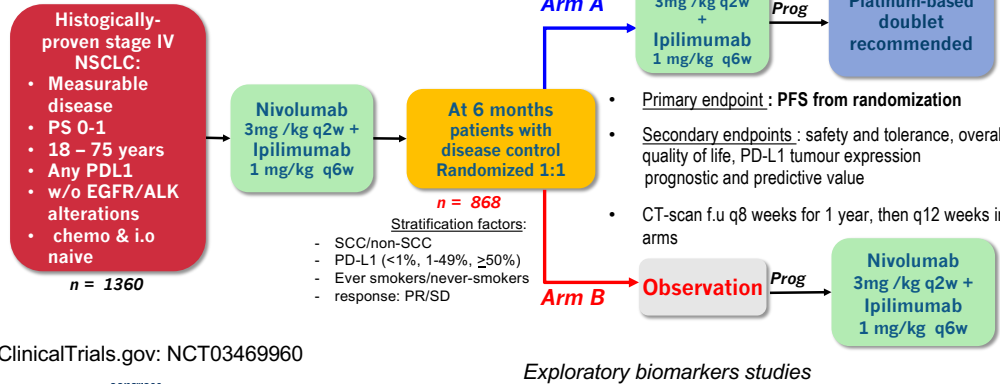 Histologically-
proven stage IV
NSCLC:
• Measurable
disease
• PS 0-1
• 18 – 75 years
• Any PDL1
• w/o EGFR/ALK
alterations
• chemo & i.o
naive
n = 1360
Nivolumab
3mg /kg q2w +
Ipilimumab
1 mg/kg q6w
At 6 months
patients with
disease control
Randomized 1:1
n = 868
Stratification factors:
- SCC/non-SCC
- PD-L1 (<1%, 1-49%, ≥50%)
- Ever smokers/never-smokers
- response: PR/SD
Arm A
3mg /kg q2w
+
Ipilimumab
1 mg/kg q6w
Prog
Platinum-based
doublet
recommended
• Primary endpoint : PFS from randomization
• Secondary endpoints : safety and tolerance, overal
quality of life, PD-L1 tumour expression
prognostic and predictive value
• CT-scan f.u q8 weeks for 1 year, then q12 weeks in
arms
Arm B
Observation
Prog
Nivolumab
3mg /kg q2w +
Ipilimumab
1 mg/kg q6w
ClinicalTrials.gov: NCT03469960
Exploratory biomarkers studies